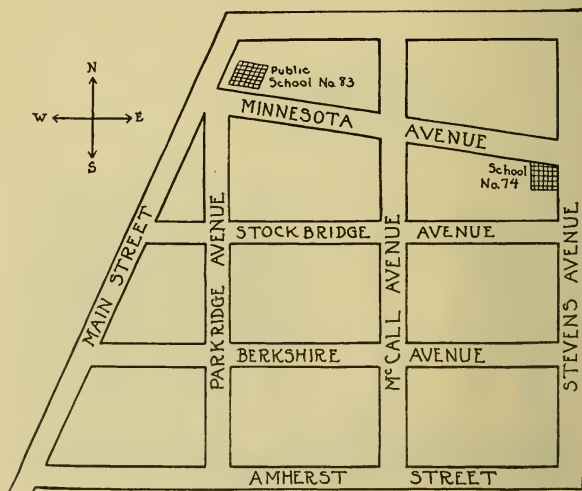 N
Public
School No. 83
W E
S
MINNESOTA AVENUE
School
No. 74
MAIN STREET
PARKRIDGE AVENUE
STOCKBRIDGE AVENUE
McCALL AVENUE
STEVENS AVENUE
BERKSHIRE AVENUE
AMHERST STREET